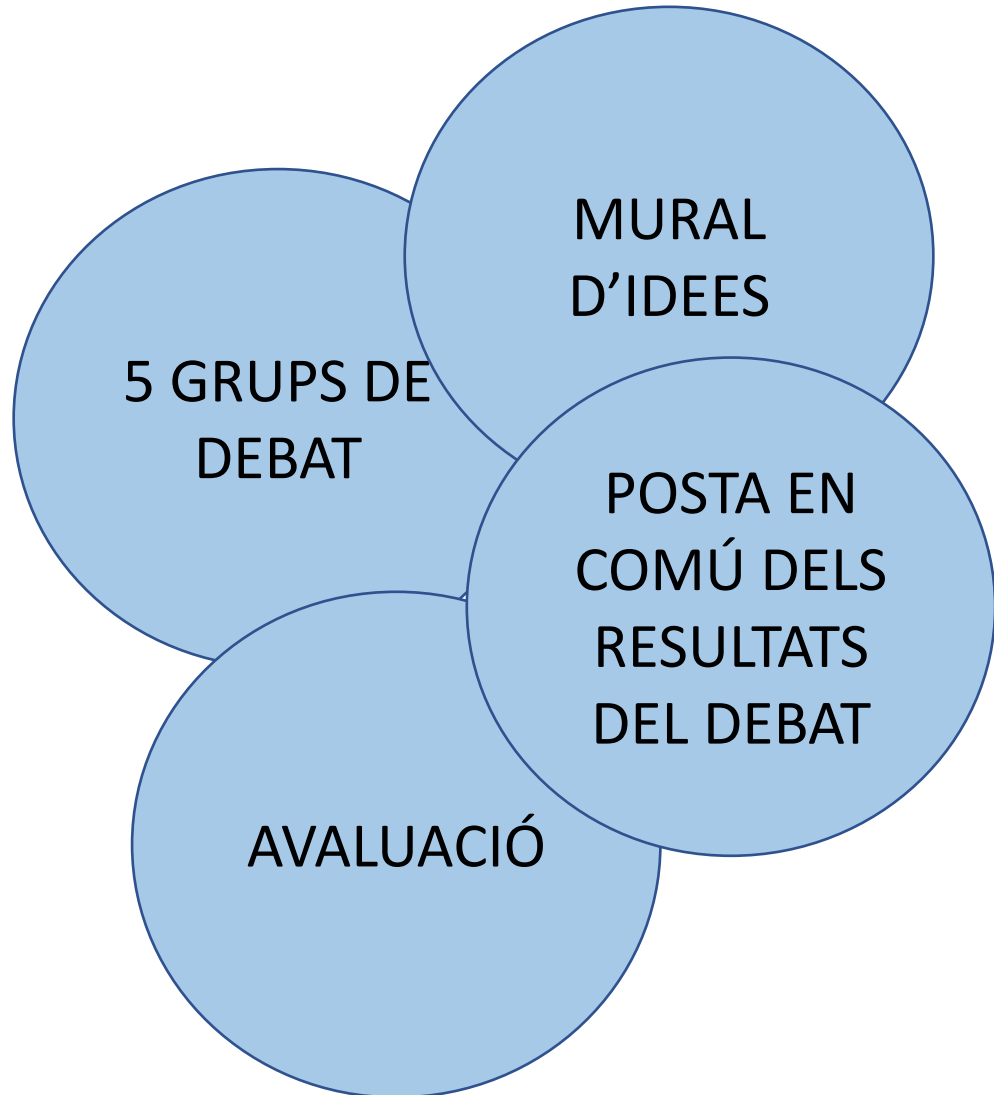 MURAL
D’IDEES
5 GRUPS DE
DEBAT
POSTA EN
COMÚ DELS
RESULTATS
DEL DEBAT
AVALUACIÓ